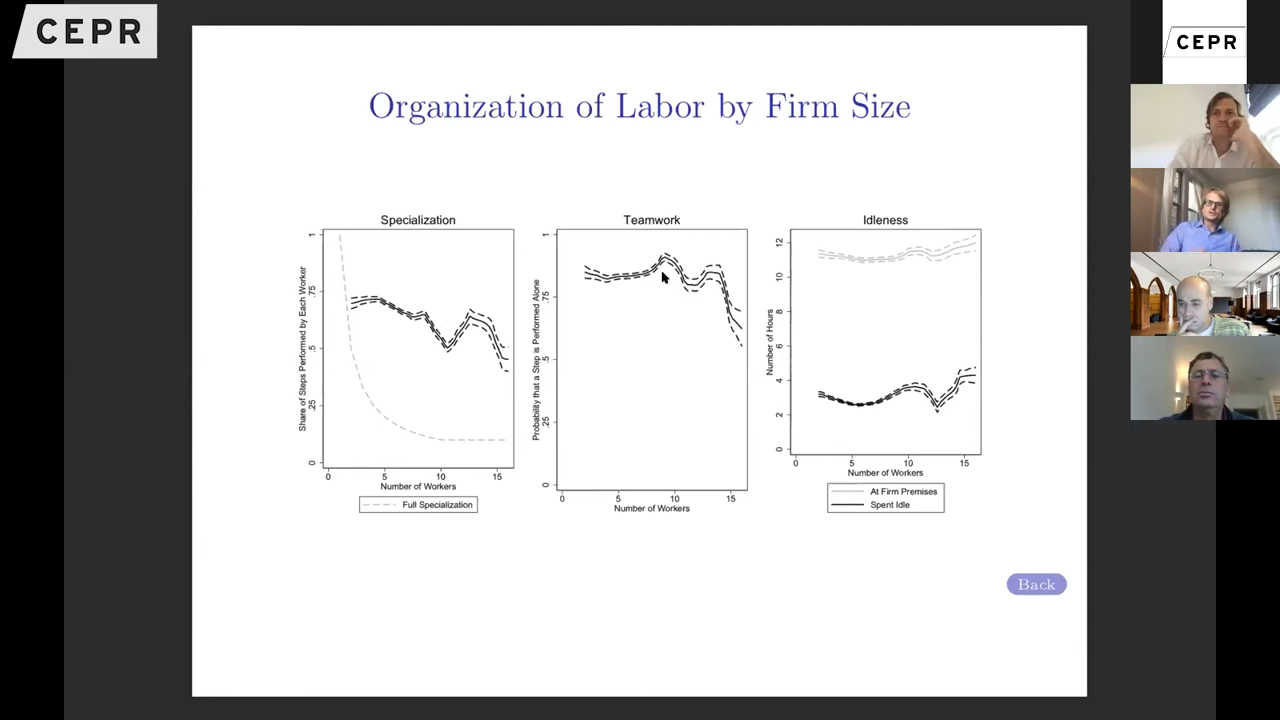 CEPR
CEPR
Organization of Labor by Firm Size
Specialization
Share of Steps Performed by Each Worker
1
.75
.5
.25
0
0 5 10 15
Number of Workers
Full Specialization
Teamwork
Probability that a Step is Performed Alone
1
.75
.5
.25
0
0 5 10 15
Number of Workers
Idleness
Number of Hours
12
10
8
6
4
2
0
0 5 10 15
Number of Workers
At Firm Premises
Spent Idle
Back